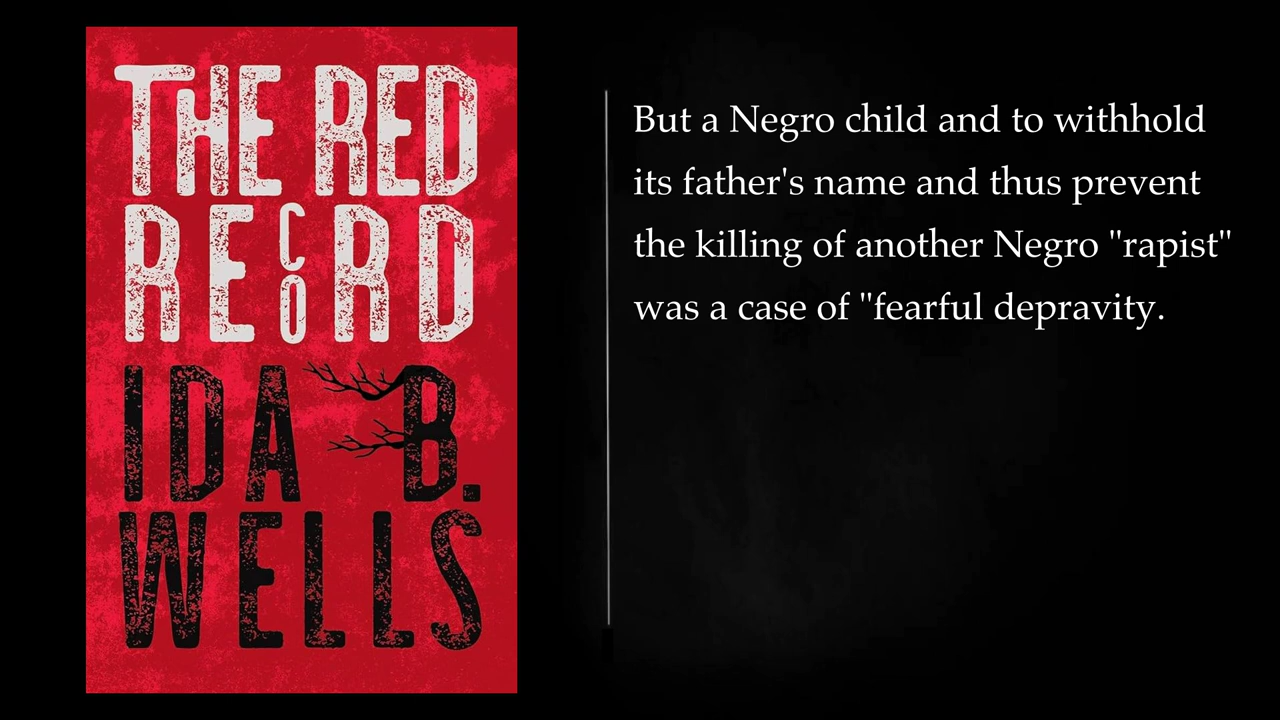 THE RED
RECORD
IDA B.
WELLS
But a Negro child and to withhold
its father's name and thus prevent
the killing of another Negro "rapist"
was a case of "fearful depravity.